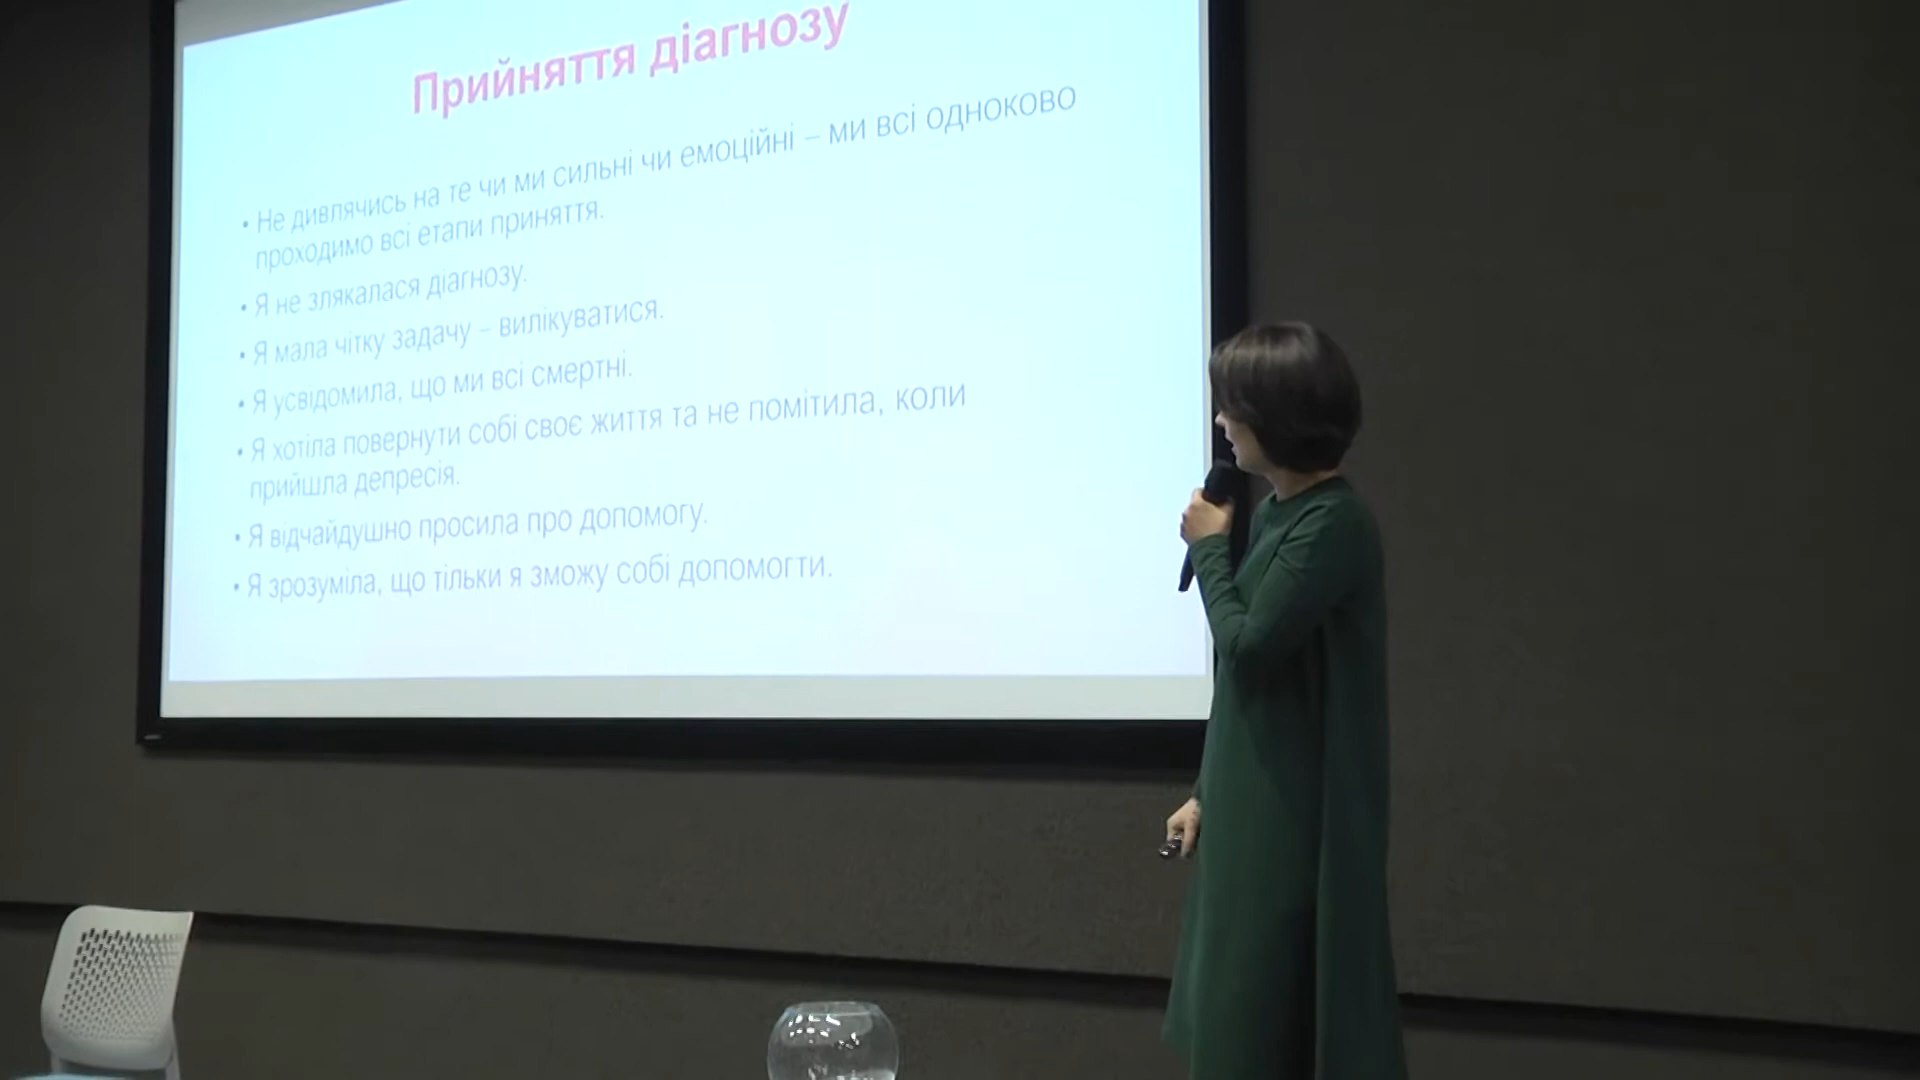 Прийняття діагнозу
• Не дивлячись на те чи ми сильні чи емоційні – ми всі одноково
проходимо всі етапи приняття.
• Я не злякалася діагнозу.
• Я мала чітку задачу – вилікуватися.
• Я усвідомила, що ми всі смертні.
• Я хотіла повернути собі своє життя та не помітила, коли
прийшла депресія.
• Я відчайдушно просила про допомогу.
• Я зрозуміла, що тільки я зможу собі допомогти.